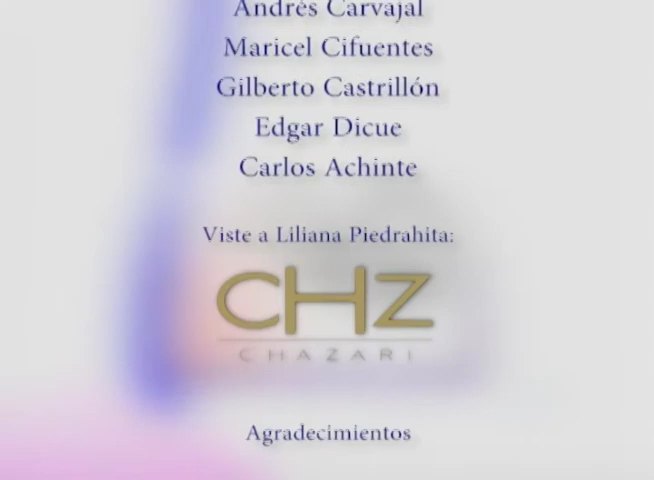 Andrés Carvajal
Maricel Cifuentes
Gilberto Castrillón
Edgar Dicue
Carlos Achinte
Viste a Liliana Piedrahita:
CHZ
CHAZARI
Agradecimientos